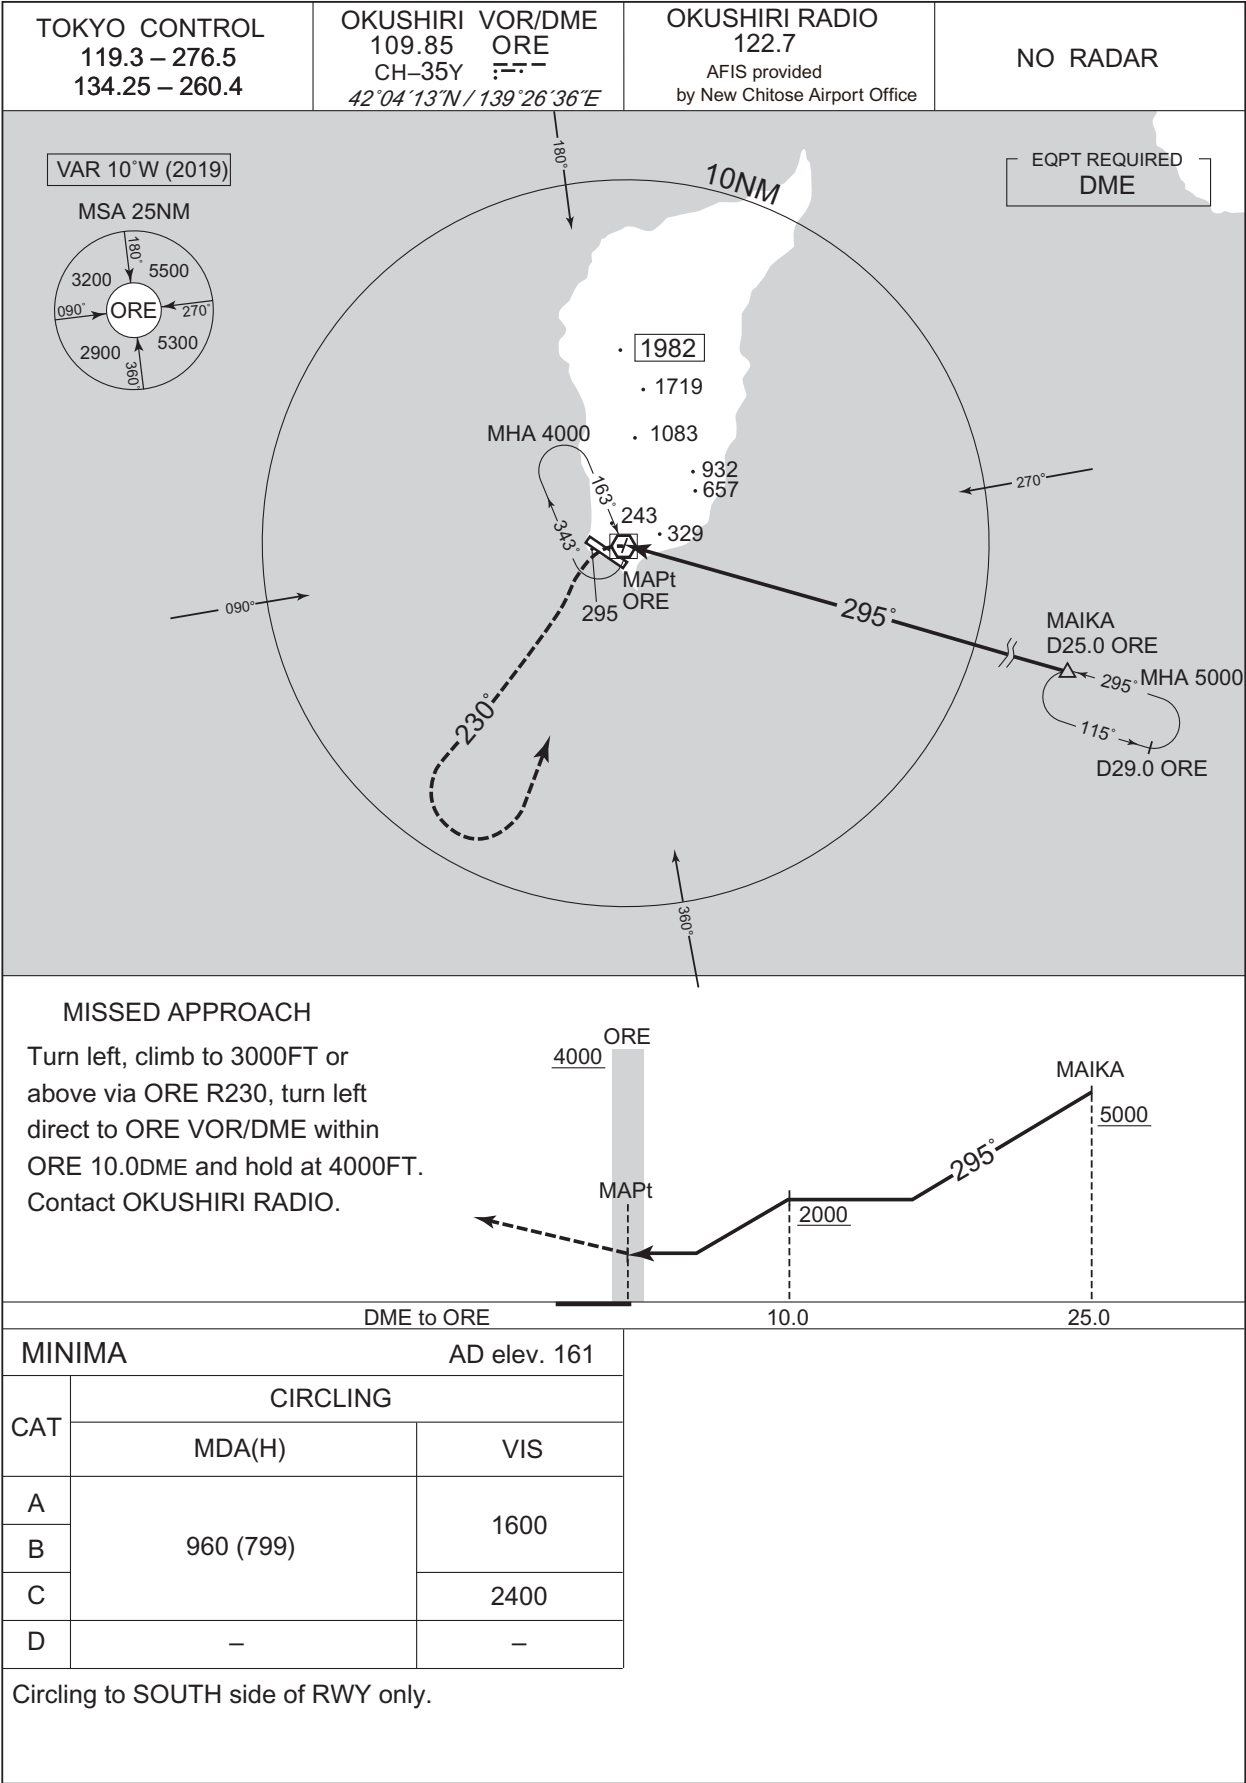 TOKYO CONTROL
119.3 – 276.5
134.25 – 260.4
OKUSHIRI VOR/DME
109.85 ORE
CH–35Y
42°04´13˝N / 139°26´36˝E
OKUSHIRI RADIO
122.7
AFIS provided
by New Chitose Airport Office
NO RADAR
VAR 10°W (2019)
MSA 25NM
180°
3200
5500
090°
ORE
270°
2900
5300
360°
180°
10NM
EQPT REQUIRED
DME
1982
1719
MHA 4000
1083
932
657
163°
243
329
343°
270°
MAPt
ORE
295
090°
295°
MAIKA
D25.0 ORE
295°
MHA 5000
115°
D29.0 ORE
230°
360°
MISSED APPROACH
Turn left, climb to 3000FT or
above via ORE R230, turn left
direct to ORE VOR/DME within
ORE 10.0DME and hold at 4000FT.
Contact OKUSHIRI RADIO.
ORE
4000
MAIKA
5000
295°
MAPt
2000
DME to ORE
10.0
25.0
MINIMA
AD elev. 161
CAT
CIRCLING
MDA(H)
VIS
A
B
960 (799)
1600
C
2400
D
–
–
Circling to SOUTH side of RWY only.